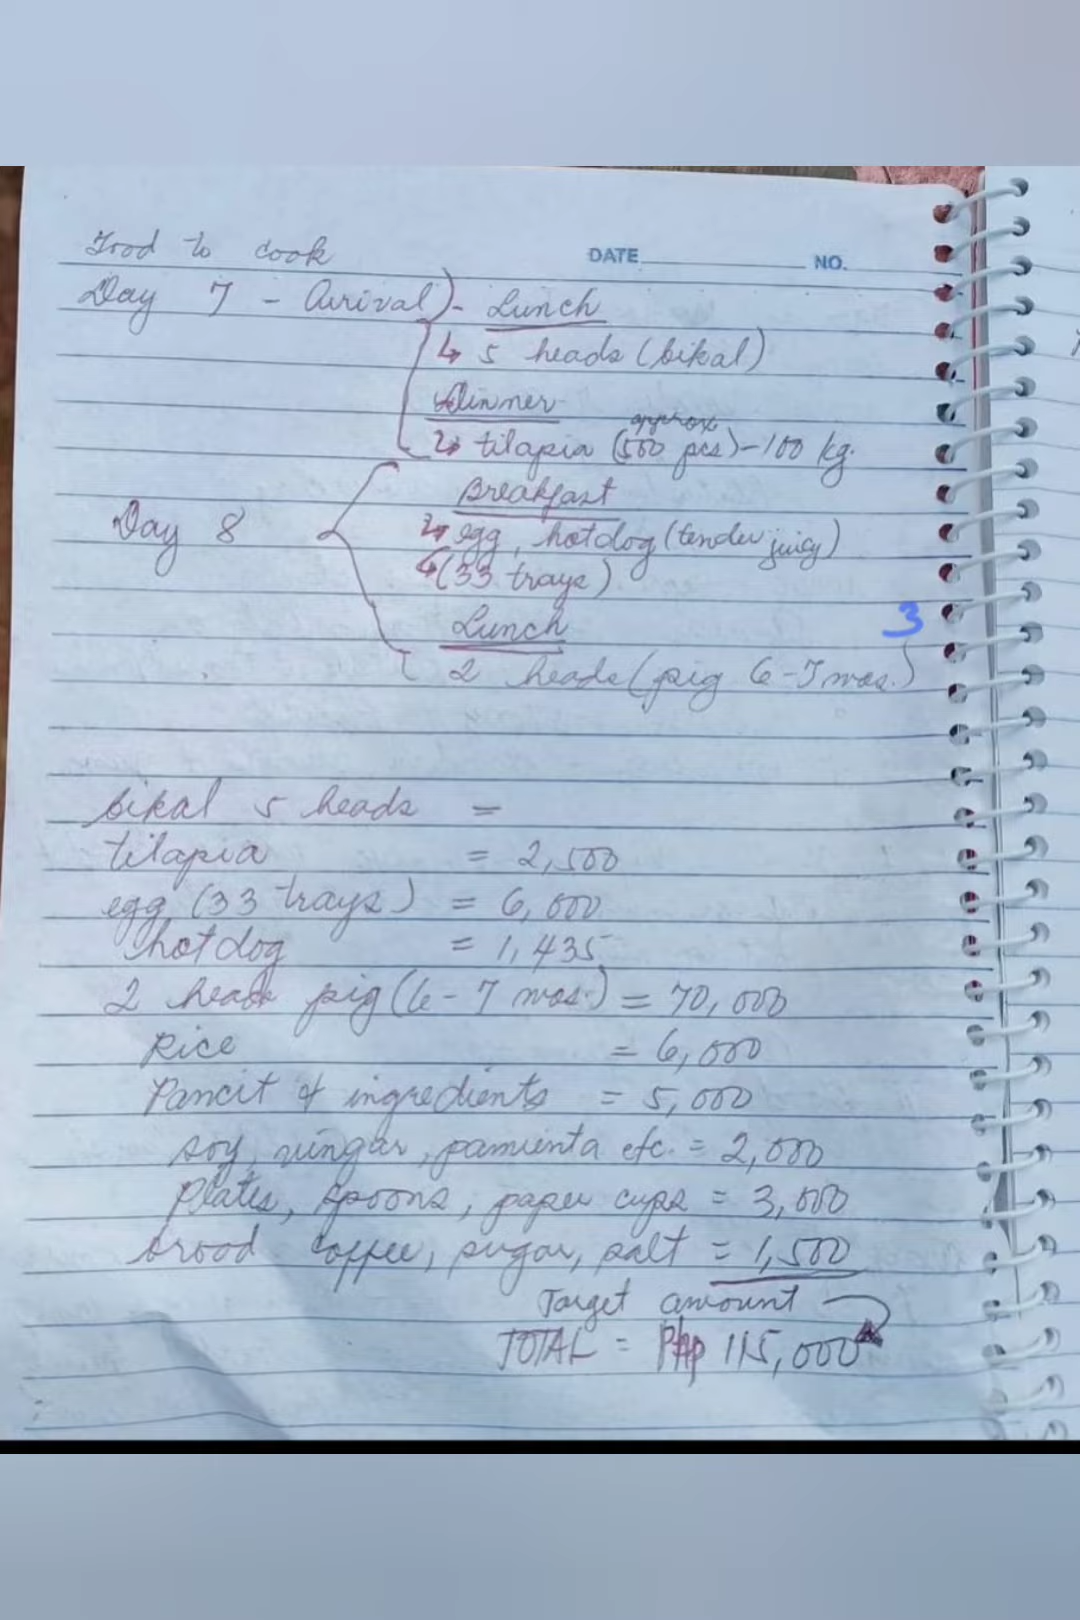 Food to cook
DATE NO.
Day 7 - Arrival) - Lunch
↳ 5 heads (bikal)
Dinner
approx
↳ tilapia (500 pcs) - 100 kg.
Breakfast
Day 8
↳ egg, hotdog (tender juicy)
↳ (33 trays)
Lunch
3
2 heads (pig 6-7 mos.)
bikal 5 heads =
tilapia = 2,500
egg (33 trays) = 6,000
hotdog = 1,435
2 heads pig (6-7 mos.) = 70,000
Rice = 6,000
Pancit & ingredients = 5,000
soy, vingar, pamienta etc. = 2,000
plates, spoons, paper cups = 3,000
coffee, sugar, salt = 1,500
Target amount
TOTAL = Php 115,000